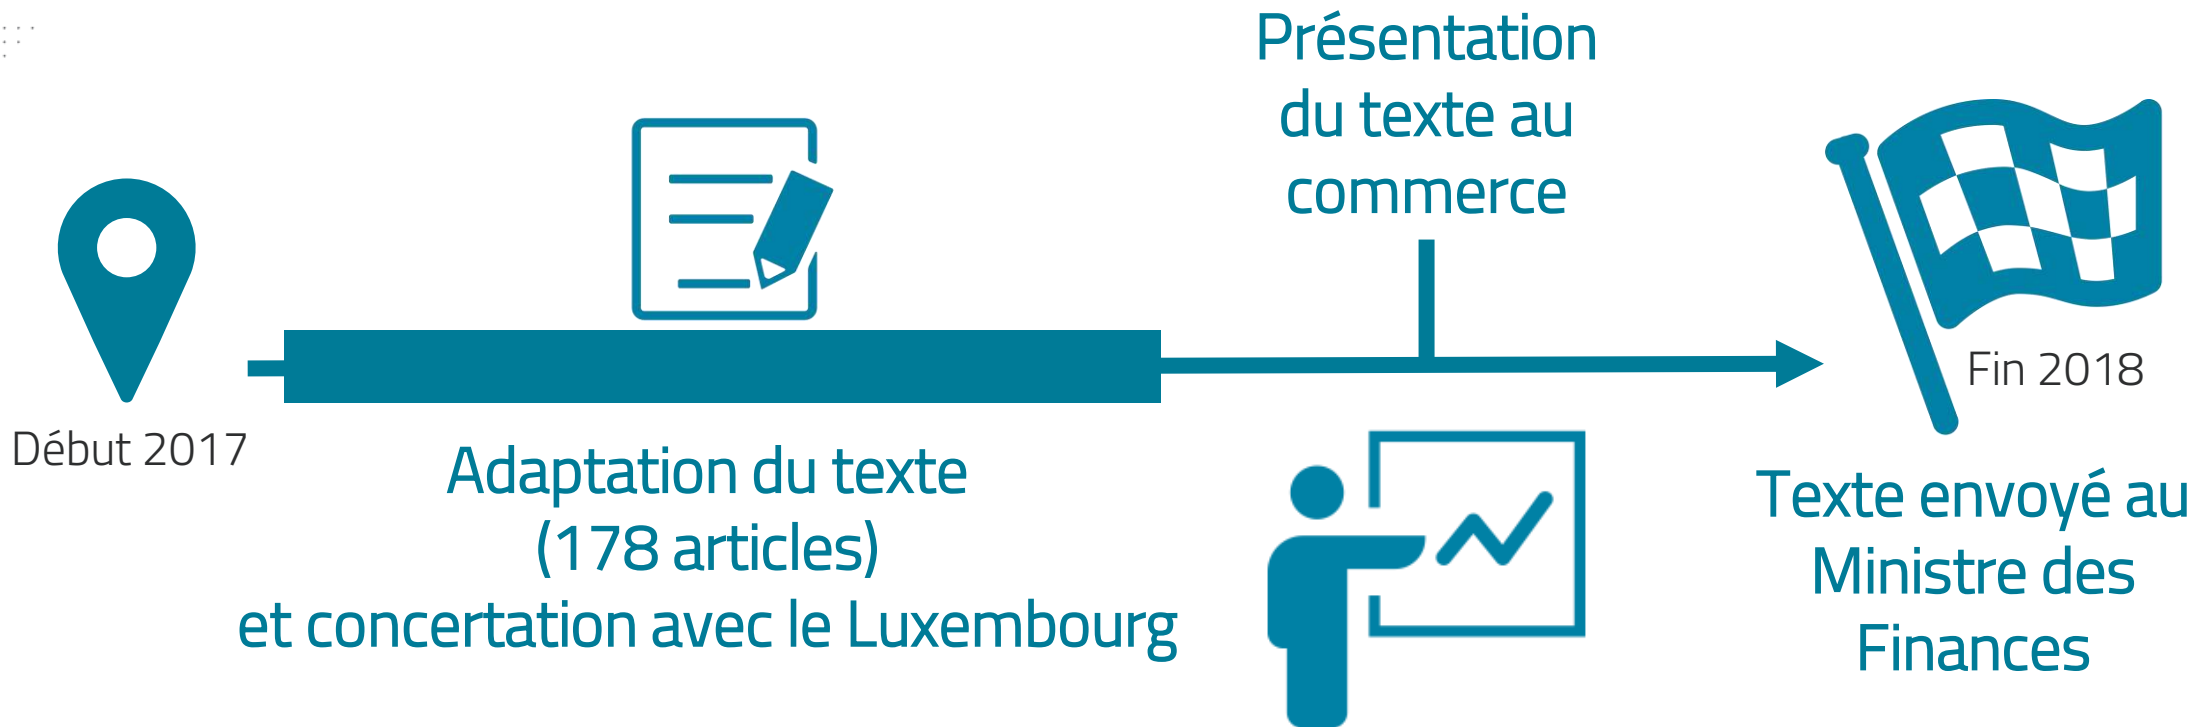 Présentation
du texte au
commerce
Début 2017
Fin 2018
Adaptation du texte
(178 articles)
et concertation avec le Luxembourg
Texte envoyé au
Ministre des
Finances